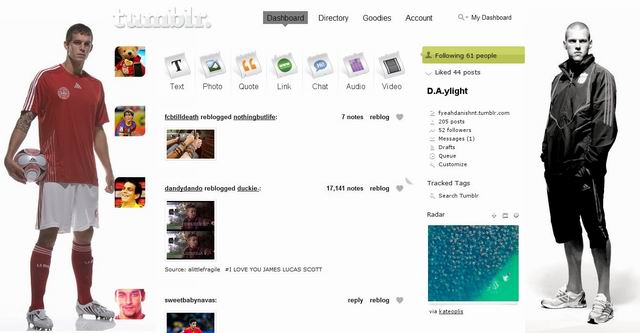 tumblr.
Dashboard Directory Goodies Account My Dashboard
Text Photo Quote Link Chat Audio Video
Following 61 people
Liked 44 posts
D.A.ylight
fyeahdanishnt.tumblr.com
205 posts
52 followers
Messages (1)
Drafts
Queue
Customize
Tracked Tags
Search Tumblr
Radar
via kateoplis
fcbtilldeath reblogged nothingbutlife: 7 notes reblog
dandydando reblogged duckie-: 17,141 notes reblog
Source: alittlefragile #I LOVE YOU JAMES LUCAS SCOTT
sweetbabynavas: reply reblog